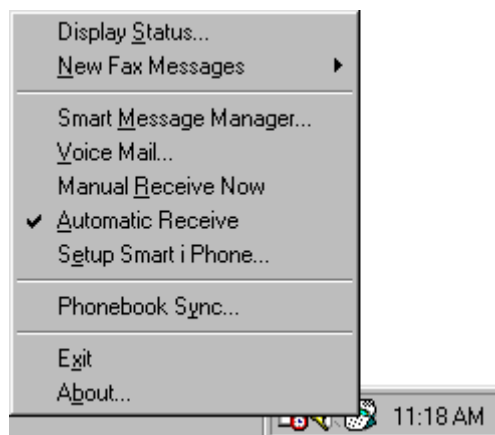 Display Status...
New Fax Messages
Smart Message Manager...
Voice Mail...
Manual Receive Now
Automatic Receive
Setup Smart i Phone...
Phonebook Sync...
Exit
About...
11:18 AM